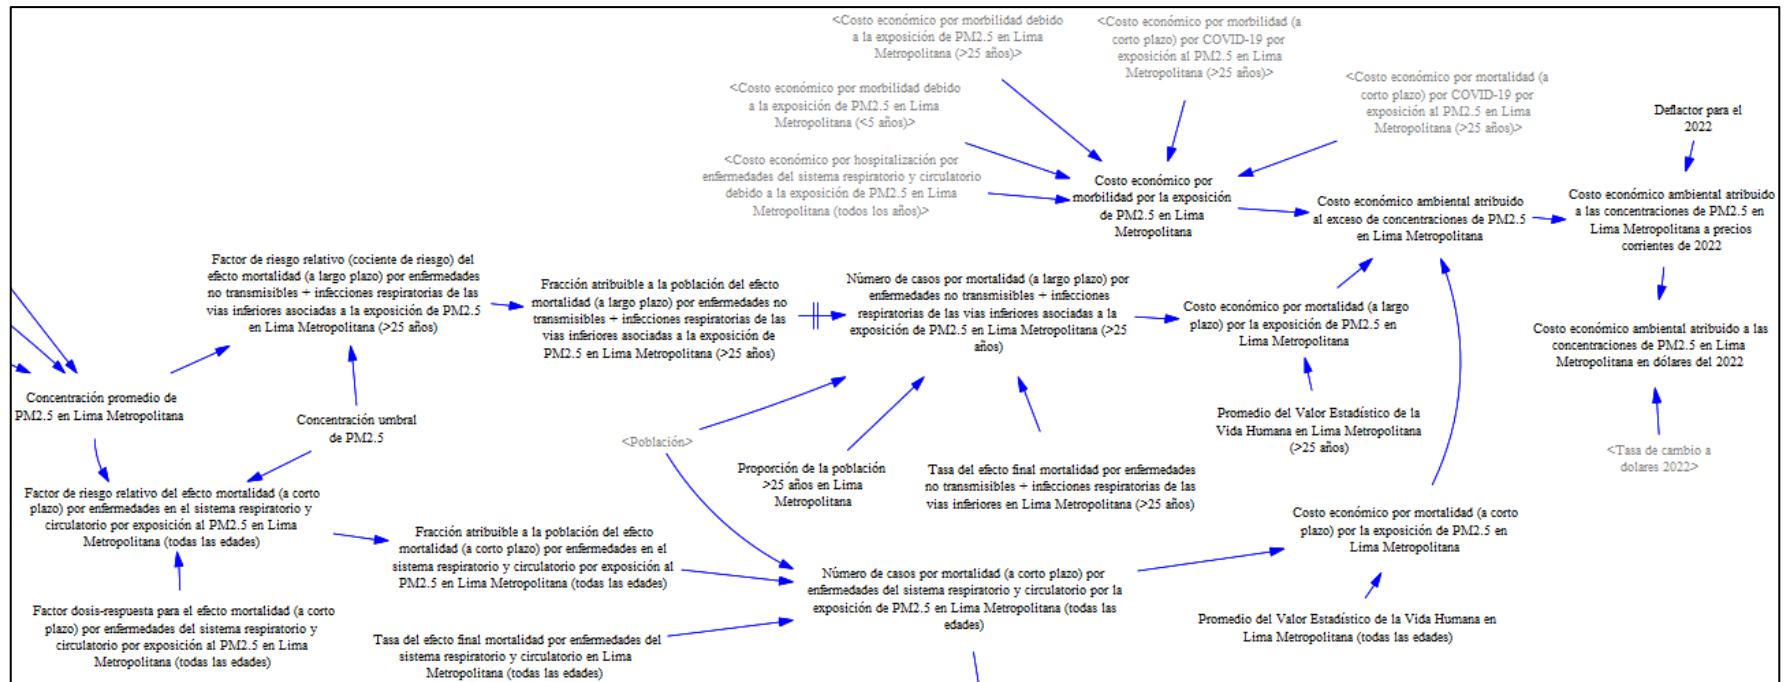 <Costo económico por morbilidad debido
a la exposición de PM2.5 en Lima
Metropolitana (>25 años)>
<Costo económico por morbilidad (a
corto plazo) por COVID-19 por
exposición al PM2.5 en Lima
Metropolitana (>25 años)>
<Costo económico por mortalidad (a
corto plazo) por COVID-19 por
exposición al PM2.5 en Lima
Metropolitana (>25 años)>
Deflactor para el
2022
<Costo económico por morbilidad debido
a la exposición de PM2.5 en Lima
Metropolitana (<5 años)>
<Costo económico por hospitalización por
enfermedades del sistema respiratorio y circulatorio
debido a la exposición de PM2.5 en Lima
Metropolitana (todos los años)>
Costo económico por
morbilidad por la exposición
de PM2.5 en Lima
Metropolitana
Costo económico ambiental atribuido
al exceso de concentraciones de PM2.5
en Lima Metropolitana
Costo económico ambiental atribuido
a las concentraciones de PM2.5 en
Lima Metropolitana a precios
corrientes de 2022
Factor de riesgo relativo (cociente de riesgo) del
efecto mortalidad (a largo plazo) por enfermedades
no transmisibles + infecciones respiratorias de las
vias inferiores asociadas a la exposición de PM2.5
en Lima Metropolitana (>25 años)
Fracción atribuible a la población del efecto
mortalidad (a largo plazo) por enfermedades no
transmisibles + infecciones respiratorias de las
vias inferiores asociadas a la exposición de
PM2.5 en Lima Metropolitana (>25 años)
Número de casos por mortalidad (a largo plazo) por
enfermedades no transmisibles + infecciones
respiratorias de las vias inferiores asociadas a la
exposición de PM2.5 en Lima Metropolitana (>25
años)
Costo económico por mortalidad (a largo
plazo) por la exposición de PM2.5 en
Lima Metropolitana
Costo económico ambiental atribuido a las
concentraciones de PM2.5 en Lima
Metropolitana en dólares del 2022
Concentración promedio de
PM2.5 en Lima Metropolitana
Concentración umbral
de PM2.5
<Población>
Proporción de la población
>25 años en Lima
Metropolitana
Tasa del efecto final mortalidad por enfermedades
no transmisibles + infecciones respiratorias de las
vias inferiores en Lima Metropolitana (>25 años)
Promedio del Valor Estadístico de la
Vida Humana en Lima Metropolitana
(>25 años)
<Tasa de cambio a
dolares 2022>
Factor de riesgo relativo del efecto mortalidad (a corto
plazo) por enfermedades en el sistema respiratorio y
circulatorio por exposición al PM2.5 en Lima
Metropolitana (todas las edades)
Fracción atribuible a la población del efecto
mortalidad (a corto plazo) por enfermedades en el
sistema respiratorio y circulatorio por exposición al
PM2.5 en Lima Metropolitana (todas las edades)
Costo económico por mortalidad (a corto
plazo) por la exposición de PM2.5 en
Lima Metropolitana
Número de casos por mortalidad (a corto plazo) por
enfermedades del sistema respiratorio y circulatorio por la
exposición de PM2.5 en Lima Metropolitana (todas las
edades)
Factor dosis-respuesta para el efecto mortalidad (a corto
plazo) por enfermedades del sistema respiratorio y
circulatorio por exposición al PM2.5 en Lima
Metropolitana (todas las edades)
Tasa del efecto final mortalidad por enfermedades del
sistema respiratorio y circulatorio en Lima
Metropolitana (todas las edades)
Promedio del Valor Estadístico de la Vida Humana en
Lima Metropolitana (todas las edades)